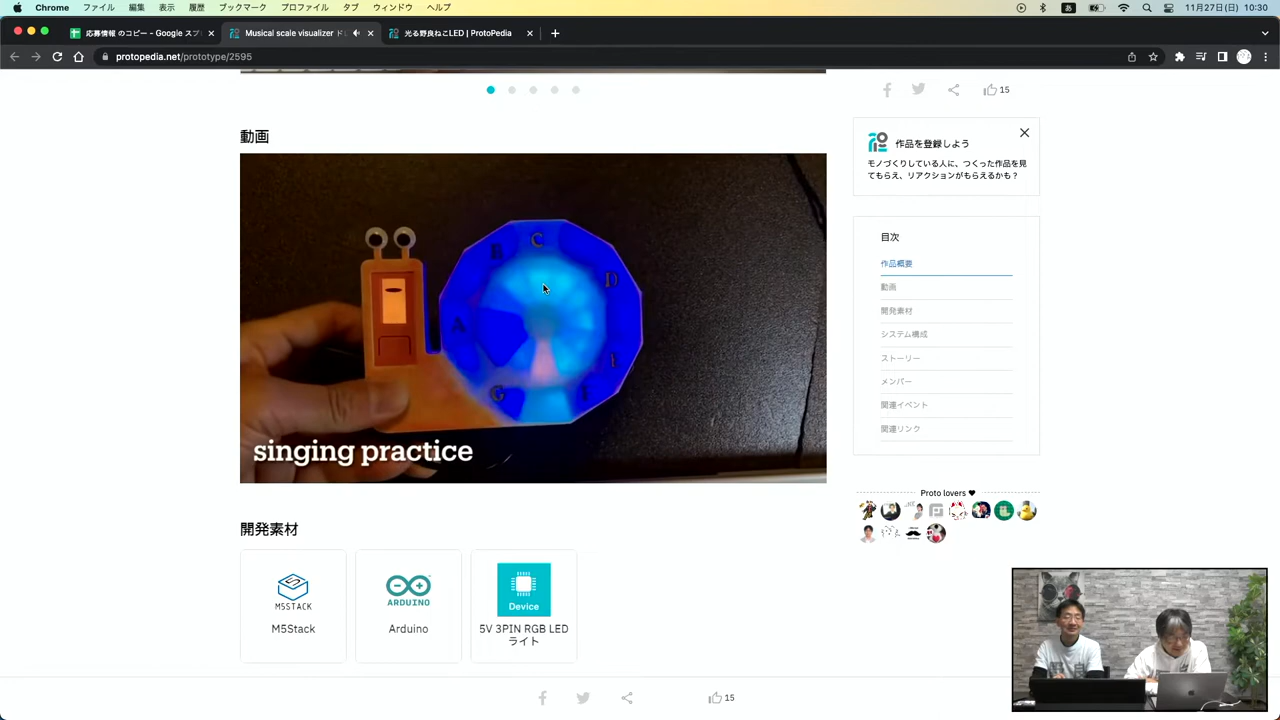 Chrome ファイル 編集 表示 履歴 ブックマーク プロファイル タブ ウィンドウ ヘルプ あ 11月27日(日) 10:30
応募情報 のコピー - Google スプ
Musical scale visualizer ドレ
光る野良ねこLED | ProtoPedia
protopedia.net/prototype/2595
15
動画
B C D
A
G
singing practice
作品を登録しよう
モノづくりしている人に、つくった作品を見
てもらえ、リアクションがもらえるかも？
目次
作品概要
動画
開発素材
システム構成
ストーリー
メンバー
関連イベント
関連リンク
Proto lovers ♥
開発素材
M5STACK
M5Stack
ARDUINO
Arduino
Device
5V 3PIN RGB LED
ライト
15